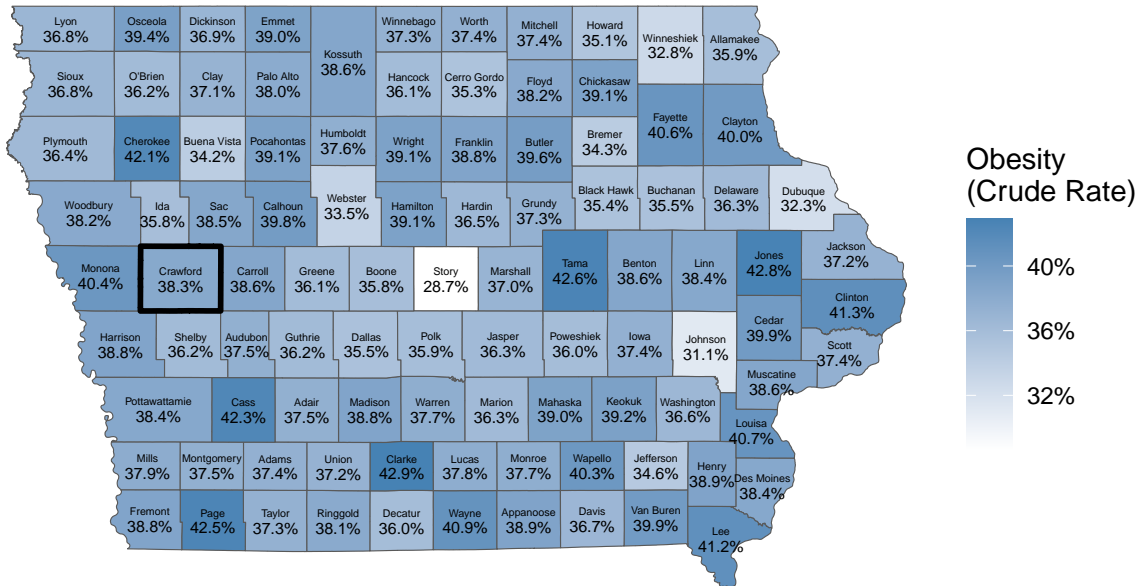 Lyon
36.8%
Osceola
39.4%
Dickinson
36.9%
Emmet
39.0%
Kossuth
38.6%
Winnebago
37.3%
Worth
37.4%
Mitchell
37.4%
Howard
35.1%
Winneshiek
32.8%
Allamakee
35.9%
Sioux
36.8%
O'Brien
36.2%
Clay
37.1%
Palo Alto
38.0%
Hancock
36.1%
Cerro Gordo
35.3%
Floyd
38.2%
Chickasaw
39.1%
Fayette
40.6%
Clayton
40.0%
Plymouth
36.4%
Cherokee
42.1%
Buena Vista
34.2%
Pocahontas
39.1%
Humboldt
37.6%
Wright
39.1%
Franklin
38.8%
Butler
39.6%
Bremer
34.3%
Woodbury
38.2%
Ida
35.8%
Sac
38.5%
Calhoun
39.8%
Webster
33.5%
Hamilton
39.1%
Hardin
36.5%
Grundy
37.3%
Black Hawk
35.4%
Buchanan
35.5%
Delaware
36.3%
Dubuque
32.3%
Monona
40.4%
Crawford
38.3%
Carroll
38.6%
Greene
36.1%
Boone
35.8%
Story
28.7%
Marshall
37.0%
Tama
42.6%
Benton
38.6%
Linn
38.4%
Jones
42.8%
Jackson
37.2%
Clinton
41.3%
Harrison
38.8%
Shelby
36.2%
Audubon
37.5%
Guthrie
36.2%
Dallas
35.5%
Polk
35.9%
Jasper
36.3%
Poweshiek
36.0%
Iowa
37.4%
Johnson
31.1%
Cedar
39.9%
Scott
37.4%
Muscatine
38.6%
Pottawattamie
38.4%
Cass
42.3%
Adair
37.5%
Madison
38.8%
Warren
37.7%
Marion
36.3%
Mahaska
39.0%
Keokuk
39.2%
Washington
36.6%
Louisa
40.7%
Mills
37.9%
Montgomery
37.5%
Adams
37.4%
Union
37.2%
Clarke
42.9%
Lucas
37.8%
Monroe
37.7%
Wapello
40.3%
Jefferson
34.6%
Henry
38.9%
Des Moines
38.4%
Fremont
38.8%
Page
42.5%
Taylor
37.3%
Ringgold
38.1%
Decatur
36.0%
Wayne
40.9%
Appanoose
38.9%
Davis
36.7%
Van Buren
39.9%
Lee
41.2%
Obesity
(Crude Rate)
40%
36%
32%